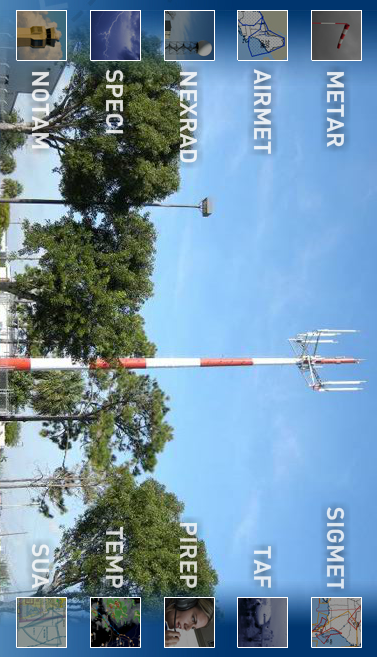 METAR SIGMET
AIRMET TAF
NEXRAD PIREP
SPECI TEMP
NOTAM SUA